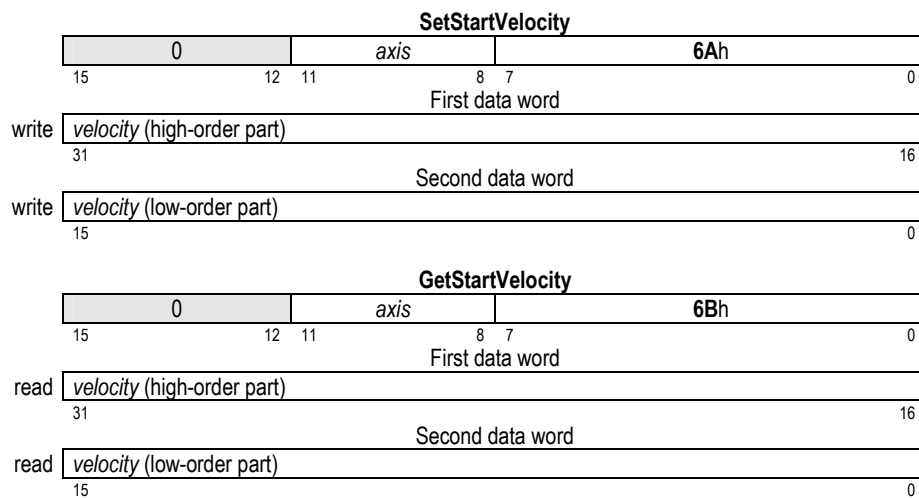 SetStartVelocity
0 axis 6Ah
15 12 11 8 7 0
First data word
write velocity (high-order part)
31 16
Second data word
write velocity (low-order part)
15 0
GetStartVelocity
0 axis 6Bh
15 12 11 8 7 0
First data word
read velocity (high-order part)
31 16
Second data word
read velocity (low-order part)
15 0